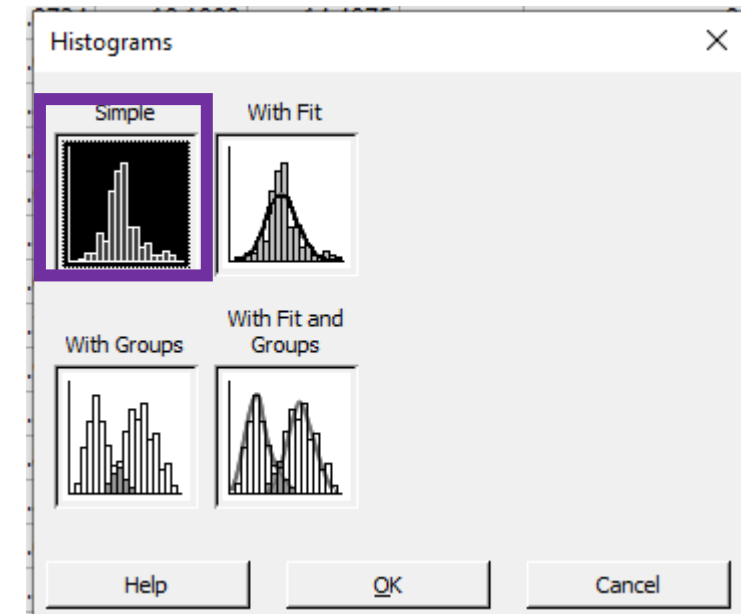 Histograms
Simple
With Fit
With Groups
With Fit and
Groups
Help
OK
Cancel